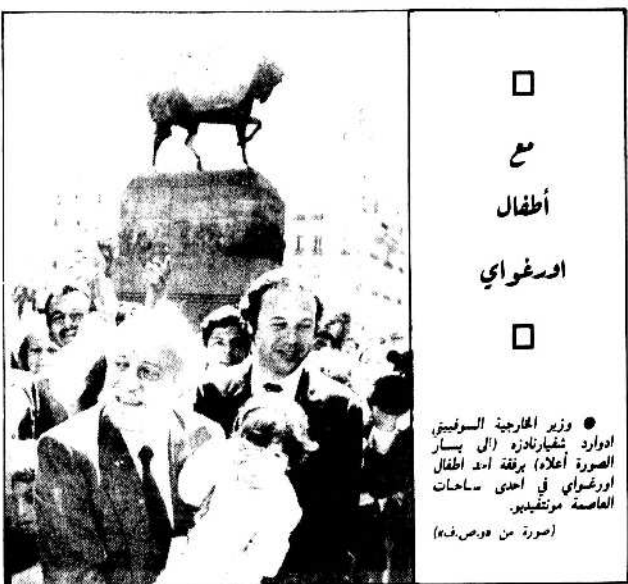 مع
أطفال
اورغواي
● وزير الخارجية السوفييتي
ادوارد شفيارنادزه (الى يسار
الصورة أعلاه) برفقة احد اطفال
اورغواي في احدى ساحات
العاصمة مونتفيديو.
(صورة من «و.ص.ف»)